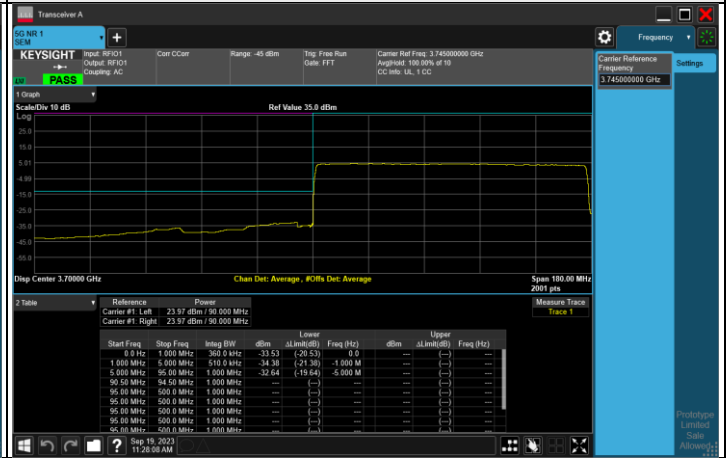 Transceiver A
5G NR 1
SEM
Frequency
KEYSIGHT
PASS
Input: RFIO1
Output: RFIO1
Coupling: AC
Corr CCorr
Range: -45 dBm
Trig: Free Run
Gate: FFT
Carrier Ref Freq: 3.745000000 GHz
Avg|Hold: 100.00% of 10
CC Info: UL, 1 CC
Carrier Reference
Frequency
3.745000000 GHz
Settings
1 Graph
Scale/Div 10 dB
Ref Value 35.0 dBm
Log
25.0
15.0
5.01
-4.99
-15.0
-25.0
-35.0
-45.0
-55.0
Disp Center 3.70000 GHz
Chan Det: Average, #Offs Det: Average
Span 180.00 MHz
2001 pts
2 Table
Reference Power
Carrier #1: Left 23.97 dBm / 90.000 MHz
Carrier #1: Right 23.97 dBm / 90.000 MHz
Measure Trace
Trace 1
Lower Upper
Start Freq Stop Freq Integ BW dBm ΔLimit(dB) Freq (Hz) dBm ΔLimit(dB) Freq (Hz)
0.0 Hz 1.000 MHz 360.0 kHz -33.53 (-20.53) 0.0 --- (---) ---
1.000 MHz 5.000 MHz 510.0 kHz -34.38 (-21.38) -1.000 M --- (---) ---
5.000 MHz 95.00 MHz 1.000 MHz -32.64 (-19.64) -5.000 M --- (---) ---
90.50 MHz 94.50 MHz 1.000 MHz --- (---) --- --- (---) ---
95.00 MHz 500.0 MHz 1.000 MHz --- (---) --- --- (---) ---
95.00 MHz 500.0 MHz 1.000 MHz --- (---) --- --- (---) ---
95.00 MHz 500.0 MHz 1.000 MHz --- (---) --- --- (---) ---
95.00 MHz 500.0 MHz 1.000 MHz --- (---) --- --- (---) ---
Sep 19, 2023
11:28:08 AM
Prototype
Limited
Sale
Allowed